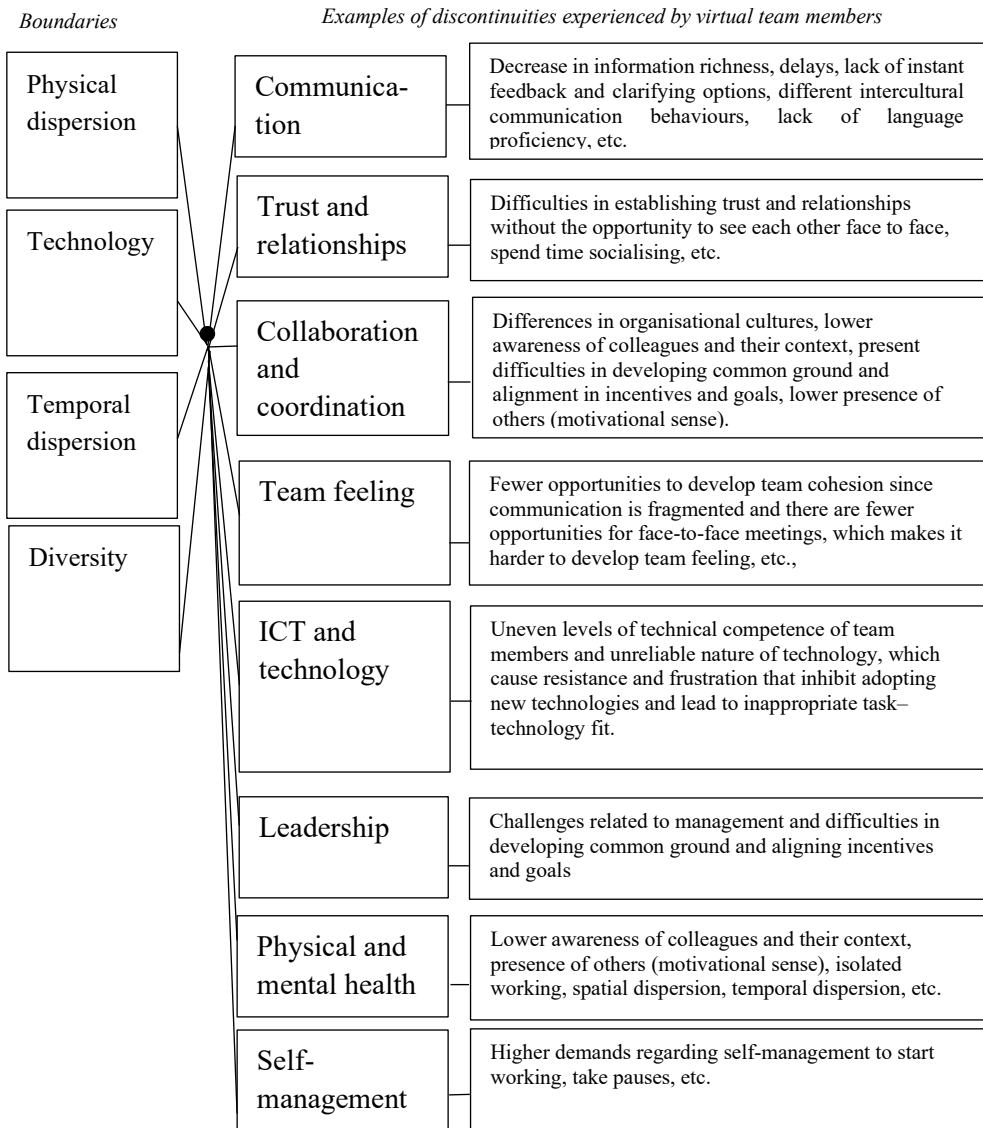 Boundaries
Examples of discontinuities experienced by virtual team members
Physical
dispersion
Technology
Temporal
dispersion
Diversity
Communica-
tion
Decrease in information richness, delays, lack of instant
feedback and clarifying options, different intercultural
communication behaviours, lack of language
proficiency, etc.
Trust and
relationships
Difficulties in establishing trust and relationships
without the opportunity to see each other face to face,
spend time socialising, etc.
Collaboration
and
coordination
Differences in organisational cultures, lower
awareness of colleagues and their context, present
difficulties in developing common ground and
alignment in incentives and goals, lower presence of
others (motivational sense).
Team feeling
Fewer opportunities to develop team cohesion since
communication is fragmented and there are fewer
opportunities for face-to-face meetings, which makes it
harder to develop team feeling, etc.,
ICT and
technology
Uneven levels of technical competence of team
members and unreliable nature of technology, which
cause resistance and frustration that inhibit adopting
new technologies and lead to inappropriate task–
technology fit.
Leadership
Challenges related to management and difficulties in
developing common ground and aligning incentives
and goals
Physical and
mental health
Lower awareness of colleagues and their context,
presence of others (motivational sense), isolated
working, spatial dispersion, temporal dispersion, etc.
Self-
management
Higher demands regarding self-management to start
working, take pauses, etc.